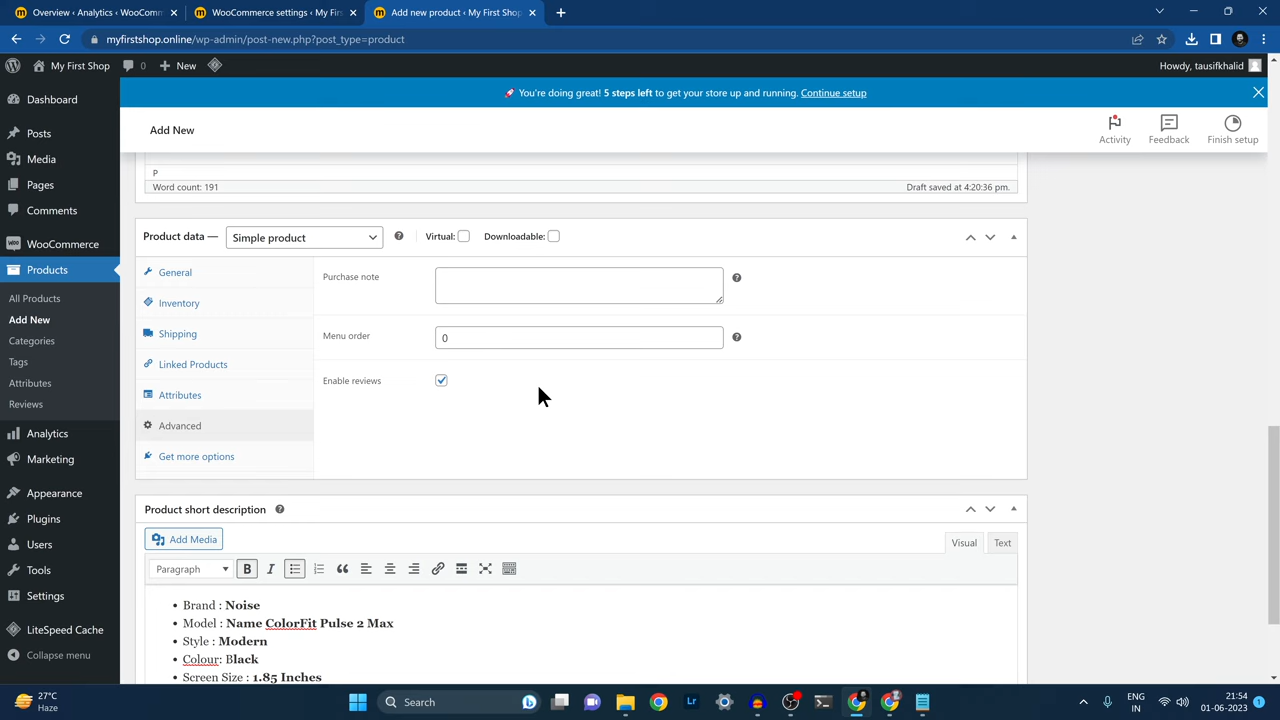 Overview ‹ Analytics ‹ WooComm
WooCommerce settings ‹ My First
Add new product ‹ My First Shop
myfirstshop.online/wp-admin/post-new.php?post_type=product
My First Shop
0
New
Howdy, tausifkhalid
🚀 You're doing great! 5 steps left to get your store up and running. Continue setup
Add New
Activity
Feedback
Finish setup
Dashboard
Posts
Media
Pages
Comments
WooCommerce
Products
All Products
Add New
Categories
Tags
Attributes
Reviews
Analytics
Marketing
Appearance
Plugins
Users
Tools
Settings
LiteSpeed Cache
Collapse menu
P
Word count: 191
Draft saved at 4:20:36 pm.
Product data —
Simple product
Virtual:
Downloadable:
General
Inventory
Shipping
Linked Products
Attributes
Advanced
Get more options
Purchase note
Menu order
0
Enable reviews
Product short description
Add Media
Visual
Text
Paragraph
B
I
• Brand : Noise
• Model : Name ColorFit Pulse 2 Max
• Style : Modern
• Colour: Black
• Screen Size : 1.85 Inches
27°C
Haze
Search
Lr
ENG
IN
21:54
01-06-2023
1